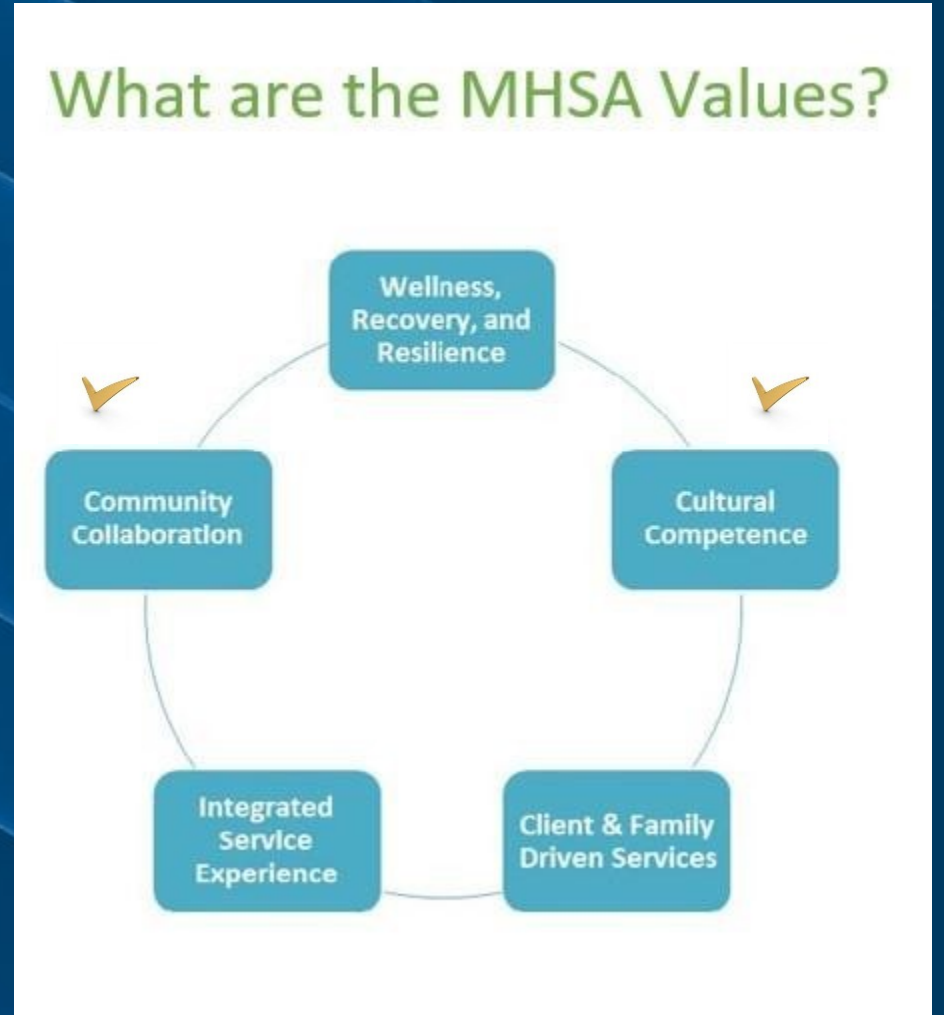 What are the MHSA Values?
Wellness,
Recovery, and
Resilience
Community
Collaboration
Cultural
Competence
Integrated
Service
Experience
Client & Family
Driven Services